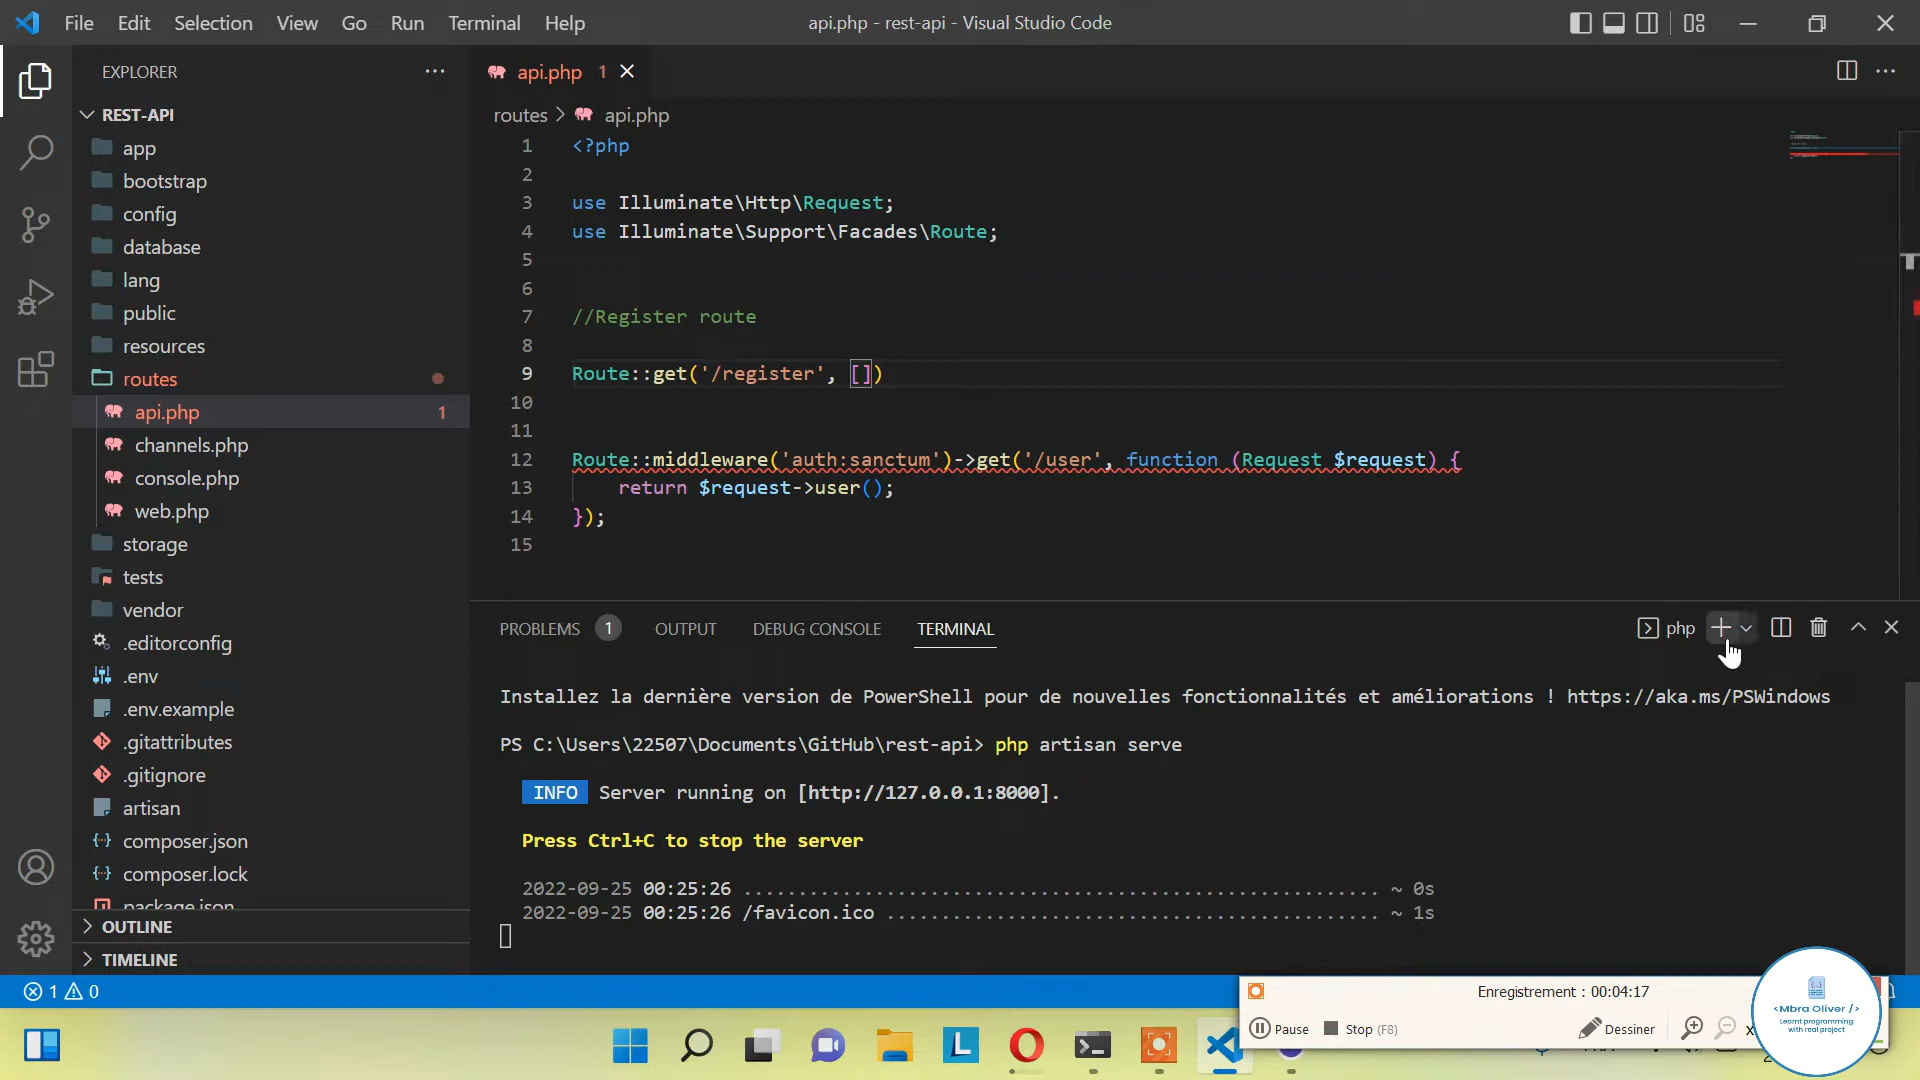 File Edit Selection View Go Run Terminal Help
api.php - rest-api - Visual Studio Code
EXPLORER
REST-API
app
bootstrap
config
database
lang
public
resources
routes
api.php 1
channels.php
console.php
web.php
storage
tests
vendor
.editorconfig
.env
.env.example
.gitattributes
.gitignore
artisan
composer.json
composer.lock
package.json
OUTLINE
TIMELINE
api.php 1
routes > api.php
1 <?php
2
3 use Illuminate\Http\Request;
4 use Illuminate\Support\Facades\Route;
5
6
7 //Register route
8
9 Route::get('/register', [])
10
11
12 Route::middleware('auth:sanctum')->get('/user', function (Request $request) {
13 return $request->user();
14 });
15
PROBLEMS 1 OUTPUT DEBUG CONSOLE TERMINAL
php
Installez la dernière version de PowerShell pour de nouvelles fonctionnalités et améliorations ! https://aka.ms/PSWindows
PS C:\Users\22507\Documents\GitHub\rest-api> php artisan serve
INFO Server running on [http://127.0.0.1:8000].
Press Ctrl+C to stop the server
2022-09-25 00:25:26 .......................................................... ~ 0s
2022-09-25 00:25:26 /favicon.ico ............................................. ~ 1s
1 0
Enregistrement : 00:04:17
Pause Stop (F8) Dessiner
<Mbra Oliver />
Learnt programming
with real project